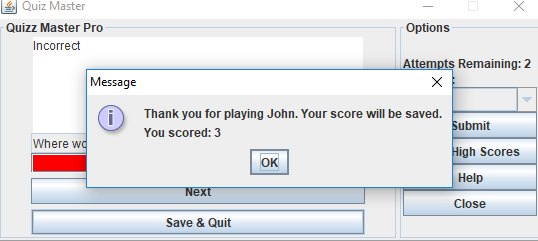 Quiz Master
Quizz Master Pro
Options
Incorrect
Attempts Remaining: 2
:
Message
Thank you for playing John. Your score will be saved.
You scored: 3
OK
Where wo
Submit
High Scores
Next
Help
Save & Quit
Close